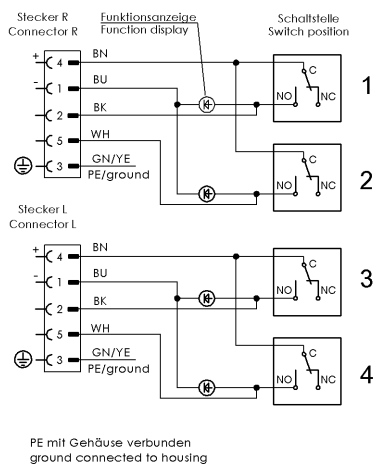 Stecker R
Connector R
Funktionsanzeige
Function display
Schaltstelle
Switch position
+ 4 BN
- 1 BU
2 BK
5 WH
3 GN/YE
PE/ground
C
NO NC
1
C
NO NC
2
Stecker L
Connector L
+ 4 BN
- 1 BU
2 BK
5 WH
3 GN/YE
PE/ground
C
NO NC
3
C
NO NC
4
PE mit Gehäuse verbunden
ground connected to housing